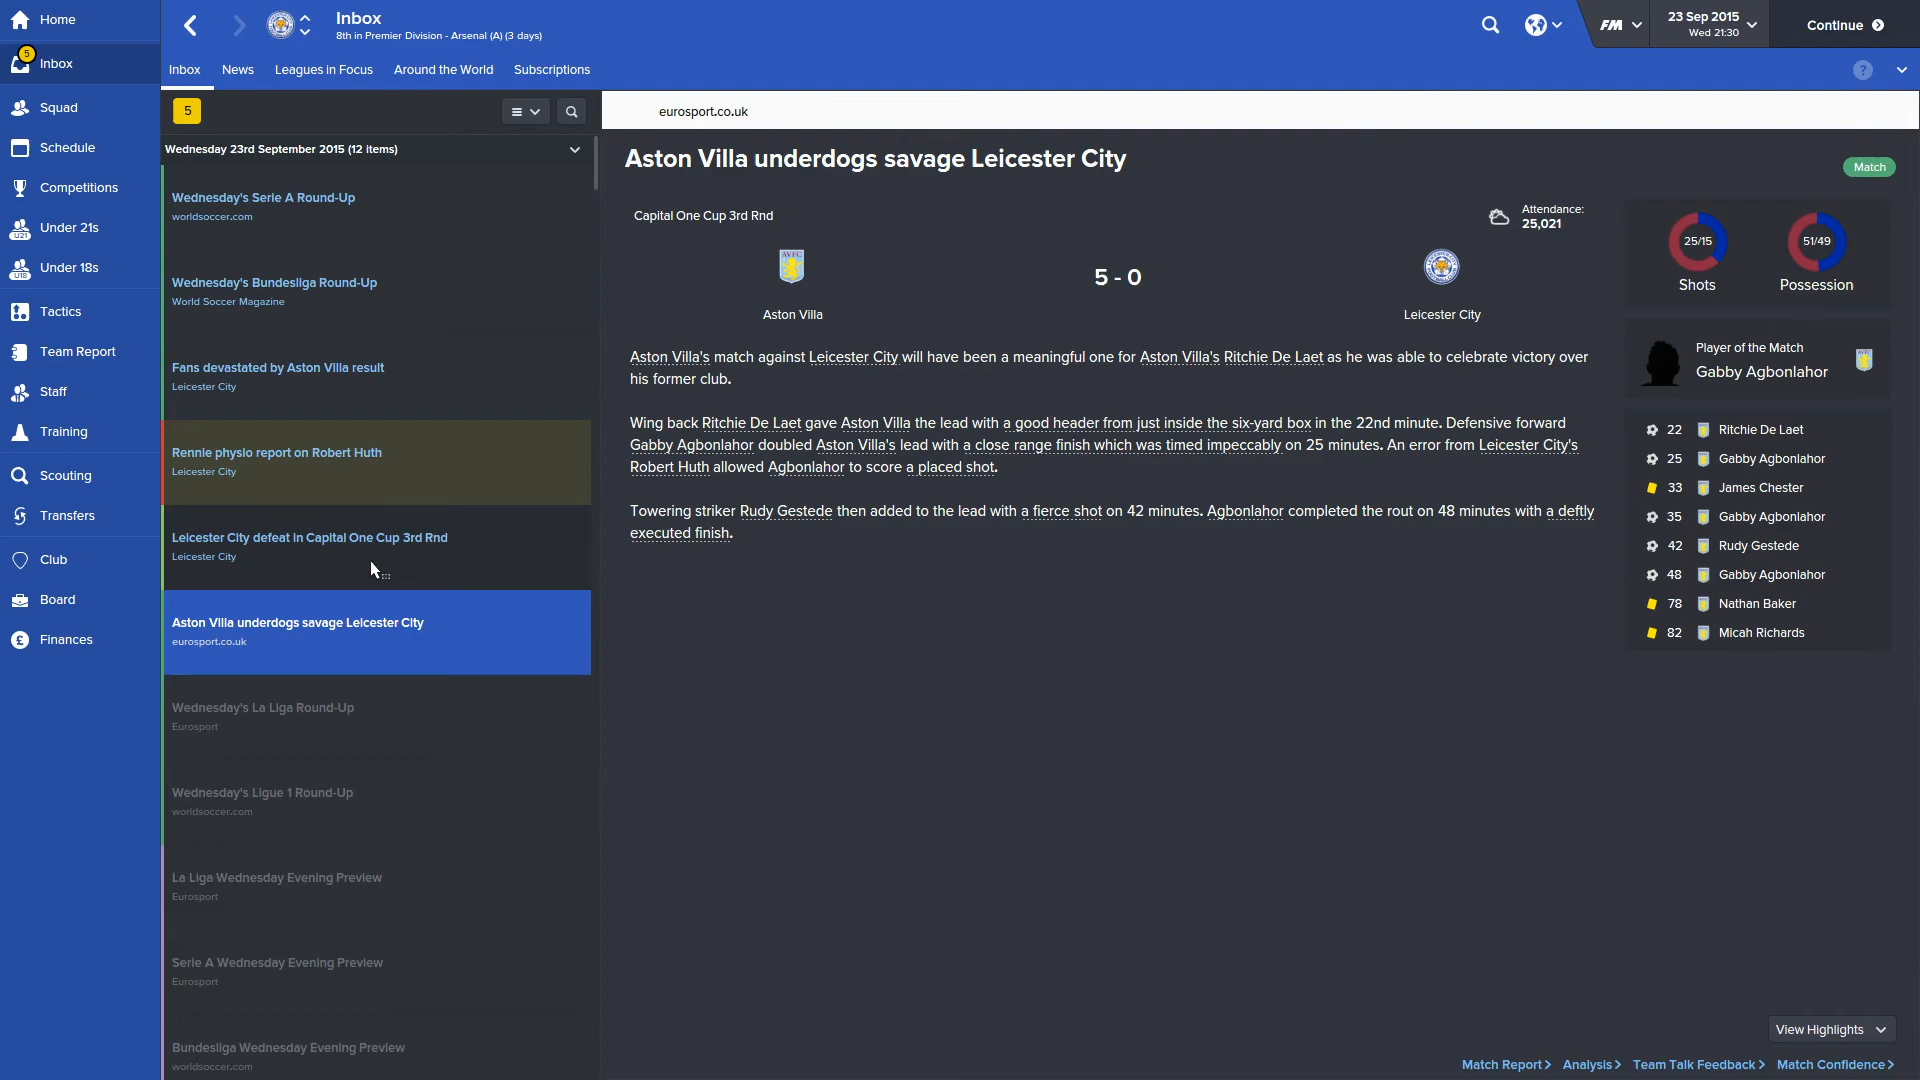 Home
5
Inbox
Squad
Schedule
Competitions
U21
Under 21s
U18
Under 18s
Tactics
Team Report
Staff
Training
Scouting
Transfers
Club
Board
Finances
Inbox
8th in Premier Division - Arsenal (A) (3 days)
FM
23 Sep 2015
Wed 21:30
Continue
Inbox
News
Leagues in Focus
Around the World
Subscriptions
?
5
Wednesday 23rd September 2015 (12 items)
Wednesday's Serie A Round-Up
worldsoccer.com
Wednesday's Bundesliga Round-Up
World Soccer Magazine
Fans devastated by Aston Villa result
Leicester City
Rennie physio report on Robert Huth
Leicester City
Leicester City defeat in Capital One Cup 3rd Rnd
Leicester City
Aston Villa underdogs savage Leicester City
eurosport.co.uk
Wednesday's La Liga Round-Up
Eurosport
Wednesday's Ligue 1 Round-Up
worldsoccer.com
La Liga Wednesday Evening Preview
Eurosport
Serie A Wednesday Evening Preview
Eurosport
Bundesliga Wednesday Evening Preview
worldsoccer.com
eurosport.co.uk
Aston Villa underdogs savage Leicester City
Match
Capital One Cup 3rd Rnd
Attendance:
25,021
AVFC
5 - 0
Aston Villa
Leicester City
Aston Villa's match against Leicester City will have been a meaningful one for Aston Villa's Ritchie De Laet as he was able to celebrate victory over
his former club.
Wing back Ritchie De Laet gave Aston Villa the lead with a good header from just inside the six-yard box in the 22nd minute. Defensive forward
Gabby Agbonlahor doubled Aston Villa's lead with a close range finish which was timed impeccably on 25 minutes. An error from Leicester City's
Robert Huth allowed Agbonlahor to score a placed shot.
Towering striker Rudy Gestede then added to the lead with a fierce shot on 42 minutes. Agbonlahor completed the rout on 48 minutes with a deftly
executed finish.
25/15
Shots
51/49
Possession
Player of the Match
Gabby Agbonlahor
22 Ritchie De Laet
25 Gabby Agbonlahor
33 James Chester
35 Gabby Agbonlahor
42 Rudy Gestede
48 Gabby Agbonlahor
78 Nathan Baker
82 Micah Richards
View Highlights
Match Report >
Analysis >
Team Talk Feedback >
Match Confidence >